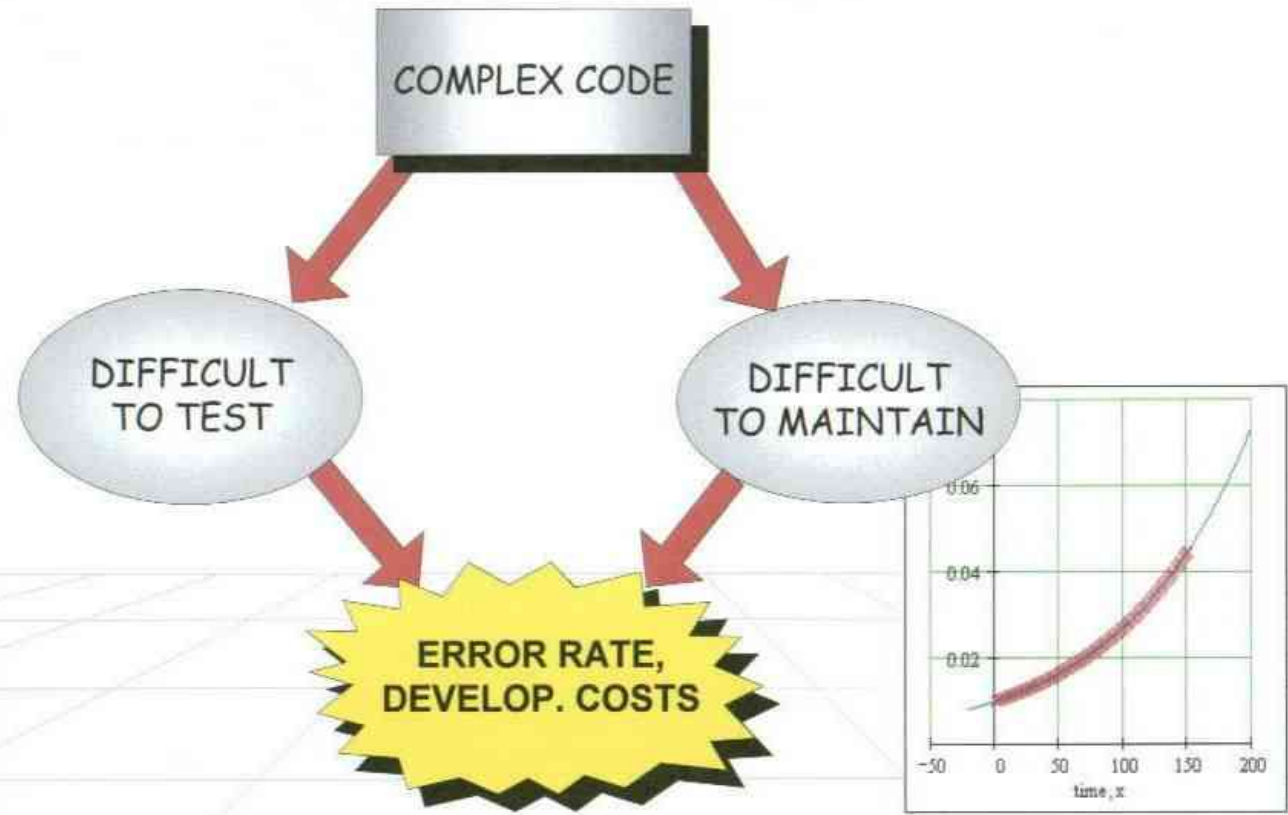 COMPLEX CODE
DIFFICULT
TO TEST
DIFFICULT
TO MAINTAIN
ERROR RATE,
DEVELOP. COSTS
0.06
0.04
0.02
-50 0 50 100 150 200
time, x